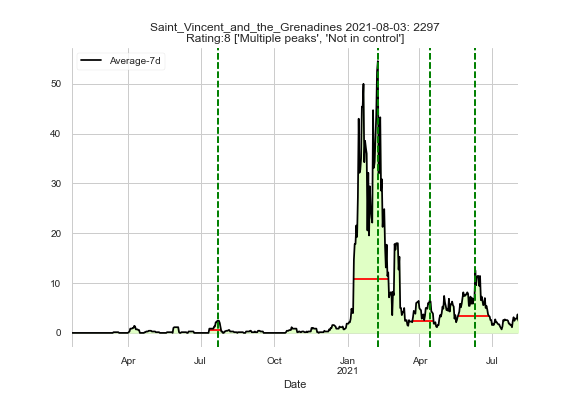 Saint_Vincent_and_the_Grenadines 2021-08-03: 2297
Rating:8 ['Multiple peaks', 'Not in control']
Average-7d
50
40
30
20
10
0
Apr Jul Oct Jan Apr Jul
2021
Date